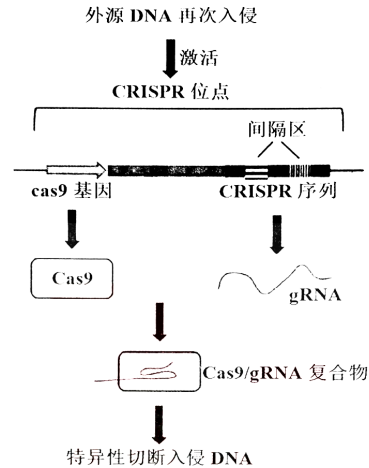 外源 DNA 再次入侵
激活
CRISPR 位点
间隔区
cas9 基因
CRISPR 序列
Cas9
gRNA
Cas9/gRNA 复合物
特异性切断入侵 DNA